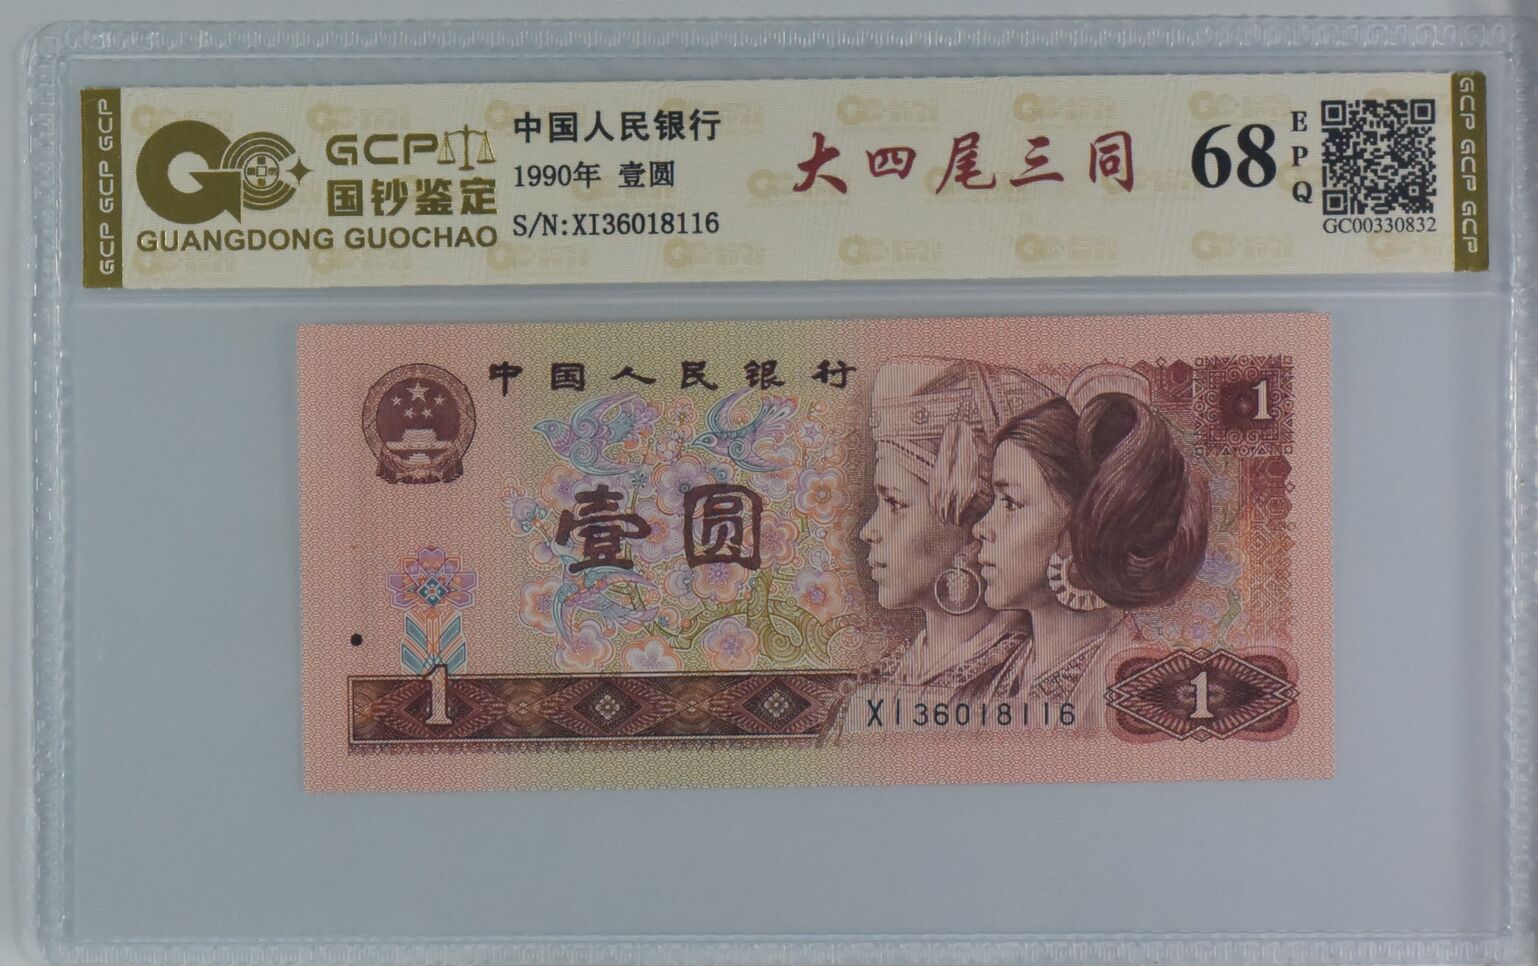 GCP GCP GCP
GCP
国钞鉴定
GUANGDONG GUOCHAO
中国人民银行
1990年 壹圆
S/N:XI36018116
大四尾三同
68
EPQ
GC00330832
GCP GCP GCP
中国人民银行
1
壹圆
1
XI36018116
1